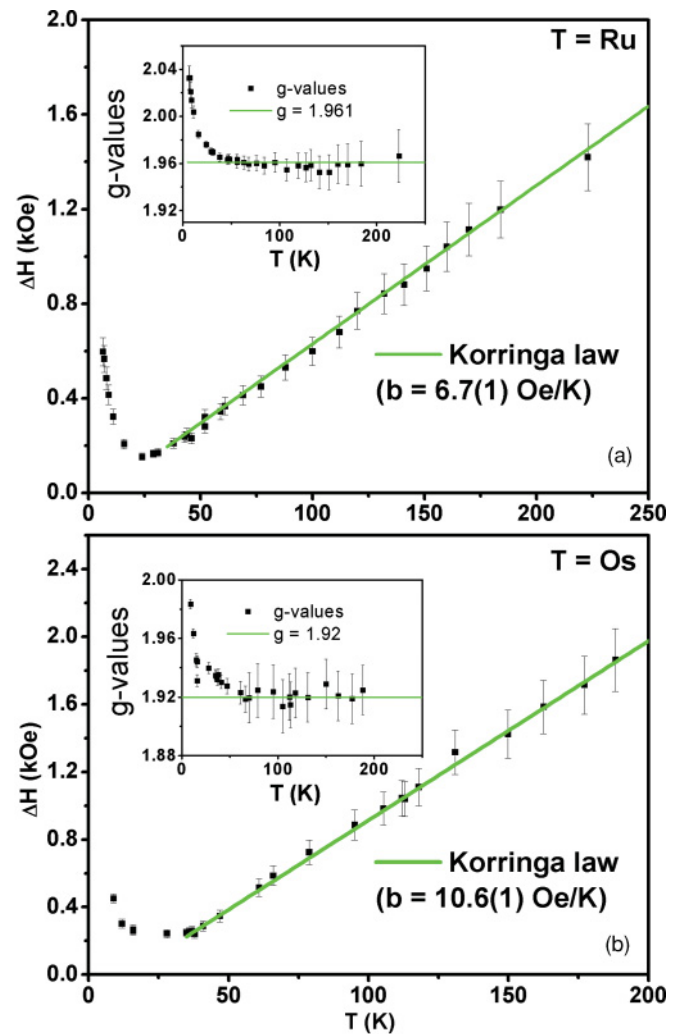 T = Ru
2.0
1.6
1.2
0.8
0.4
0.0
ΔH (kOe)
2.04
2.00
1.96
1.92
g-values
g-values
g = 1.961
0 100 200
T (K)
Korringa law
(b = 6.7(1) Oe/K)
(a)
0 50 100 150 200 250
T = Os
2.4
2.0
1.6
1.2
0.8
0.4
0.0
ΔH (kOe)
2.00
1.96
1.92
1.88
g-values
g-values
g = 1.92
0 100 200
T (K)
Korringa law
(b = 10.6(1) Oe/K)
(b)
0 50 100 150 200
T (K)